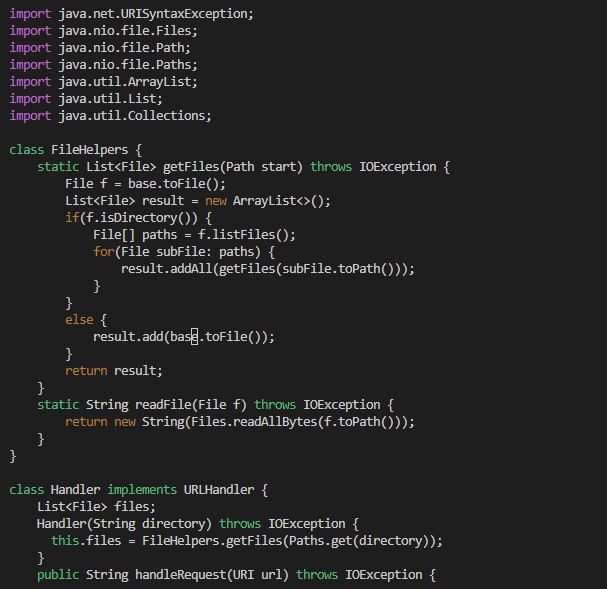 import java.net.URISyntaxException;
import java.nio.file.Files;
import java.nio.file.Path;
import java.nio.file.Paths;
import java.util.ArrayList;
import java.util.List;
import java.util.Collections;

class FileHelpers {
    static List<File> getFiles(Path start) throws IOException {
        File f = base.toFile();
        List<File> result = new ArrayList<>();
        if(f.isDirectory()) {
            File[] paths = f.listFiles();
            for(File subFile: paths) {
                result.addAll(getFiles(subFile.toPath()));
            }
        }
        else {
            result.add(base.toFile());
        }
        return result;
    }
    static String readFile(File f) throws IOException {
        return new String(Files.readAllBytes(f.toPath()));
    }
}

class Handler implements URLHandler {
    List<File> files;
    Handler(String directory) throws IOException {
      this.files = FileHelpers.getFiles(Paths.get(directory));
    }
    public String handleRequest(URI url) throws IOException {